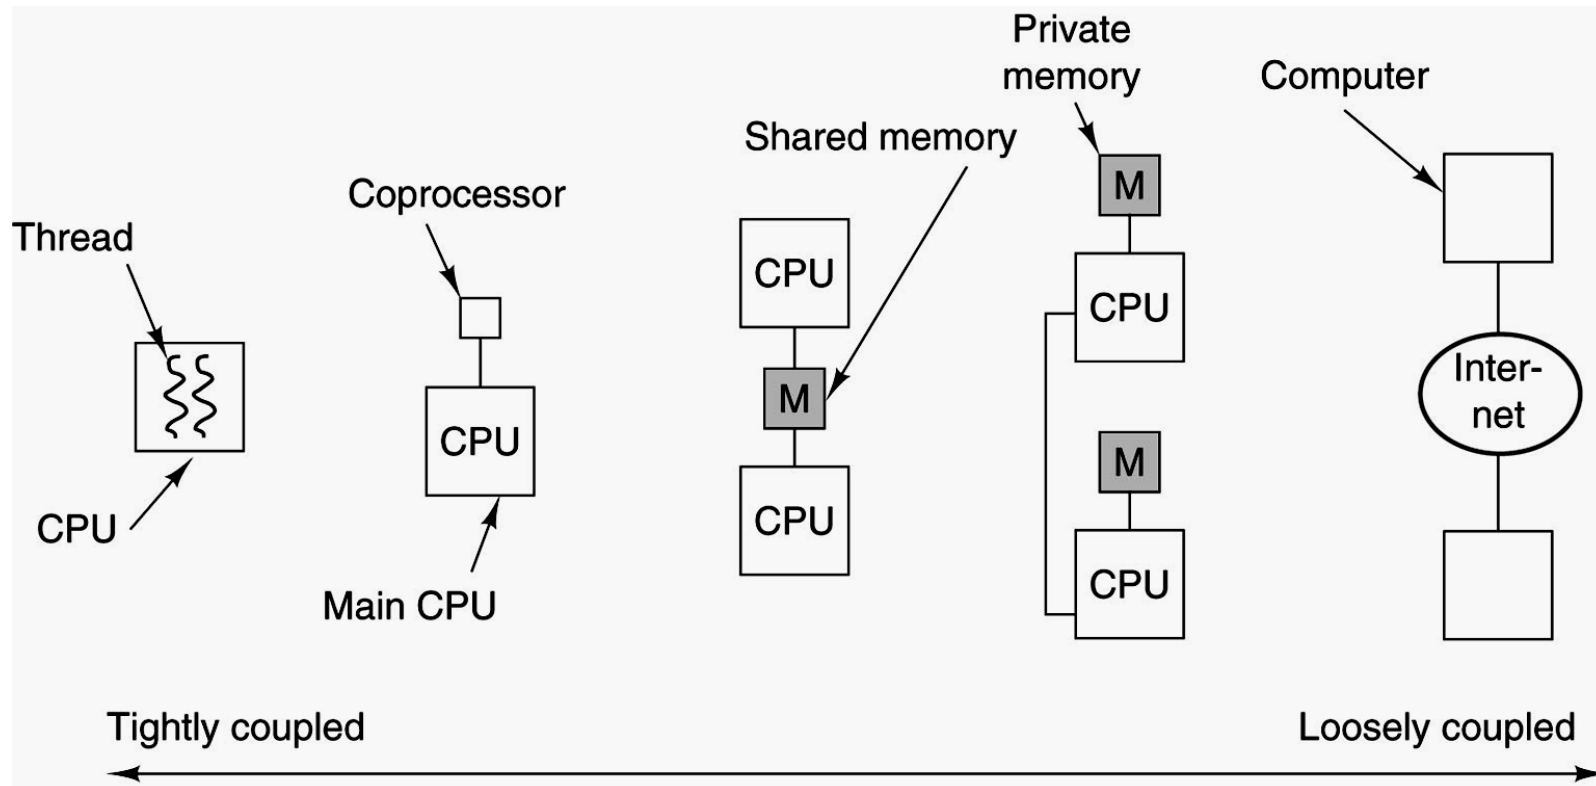 Thread
CPU
Coprocessor
CPU
Main CPU
Shared memory
CPU
M
CPU
Private
memory
M
CPU
M
CPU
Computer
Inter-
net
Tightly coupled
Loosely coupled